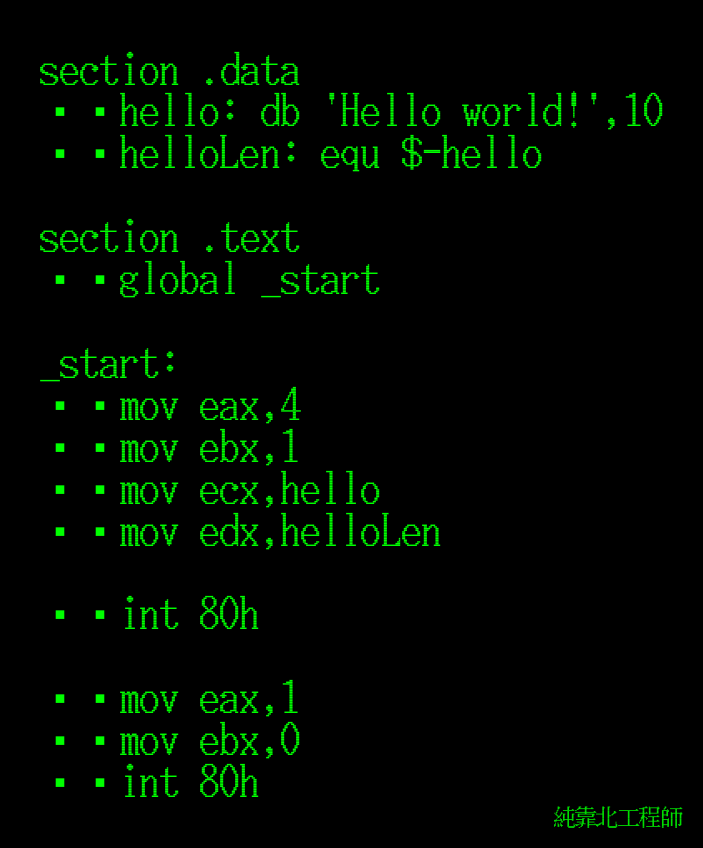 section .data
▪ ▪hello: db 'Hello world!',10
▪ ▪helloLen: equ $-hello
section .text
▪ ▪global _start
_start:
▪ ▪mov eax,4
▪ ▪mov ebx,1
▪ ▪mov ecx,hello
▪ ▪mov edx,helloLen
▪ ▪int 80h
▪ ▪mov eax,1
▪ ▪mov ebx,0
▪ ▪int 80h
純靠北工程師